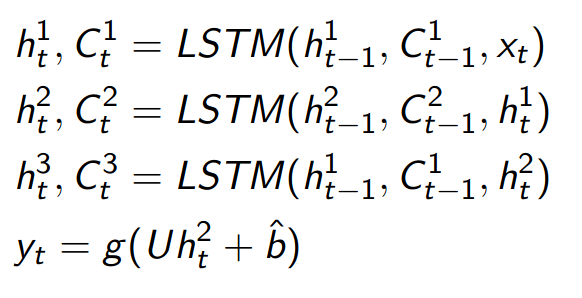 h_t^1, C_t^1 = LSTM(h_{t-1}^1, C_{t-1}^1, x_t)
h_t^2, C_t^2 = LSTM(h_{t-1}^2, C_{t-1}^2, h_t^1)
h_t^3, C_t^3 = LSTM(h_{t-1}^1, C_{t-1}^1, h_t^2)
y_t = g(Uh_t^2 + \hat{b})